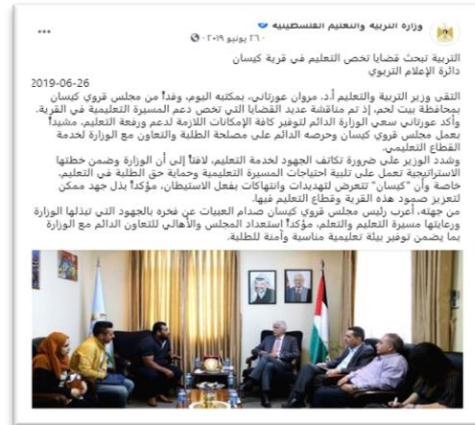 وزارة التربية والتعليم الفلسطينية
٢٦ يونيو ٢٠١٩ ·
التربية تبحث قضايا تخص التعليم في قرية كيسان
دائرة الإعلام التربوي
2019-06-26
التقى وزير التربية والتعليم أ.د. مروان عورتاني، بمكتبه اليوم، وفداً من مجلس قروي كيسان
بمحافظة بيت لحم، إذ تم مناقشة عديد القضايا التي تخص دعم المسيرة التعليمية في القرية.
وأكد عورتاني سعي الوزارة الدائم لتوفير كافة الإمكانات اللازمة لدعم ورفعة التعليم، مشيداً
بعمل مجلس قروي كيسان وحرصه الدائم على مصلحة الطلبة والتعاون مع الوزارة لخدمة
القطاع التعليمي.
وشدد الوزير على ضرورة تكاتف الجهود لخدمة التعليم، لافتاً إلى أن الوزارة وضمن خطتها
الاستراتيجية تعمل على تلبية احتياجات المسيرة التعليمية وحماية حق الطلبة في التعليم،
خاصة وأن "كيسان" تتعرض لتهديدات وانتهاكات بفعل الاستيطان، مؤكداً بذل جهد ممكن
لتعزيز صمود هذه القرية وقطاع التعليم فيها.
من جهته، أعرب رئيس مجلس قروي كيسان صدام العبيات عن فخره بالجهود التي تبذلها الوزارة
ورعايتها مسيرة التعليم والتعلم، مؤكداً استعداد المجلس والأهالي للتعاون الدائم مع الوزارة
بما يضمن توفير بيئة تعليمية مناسبة وآمنة للطلبة.